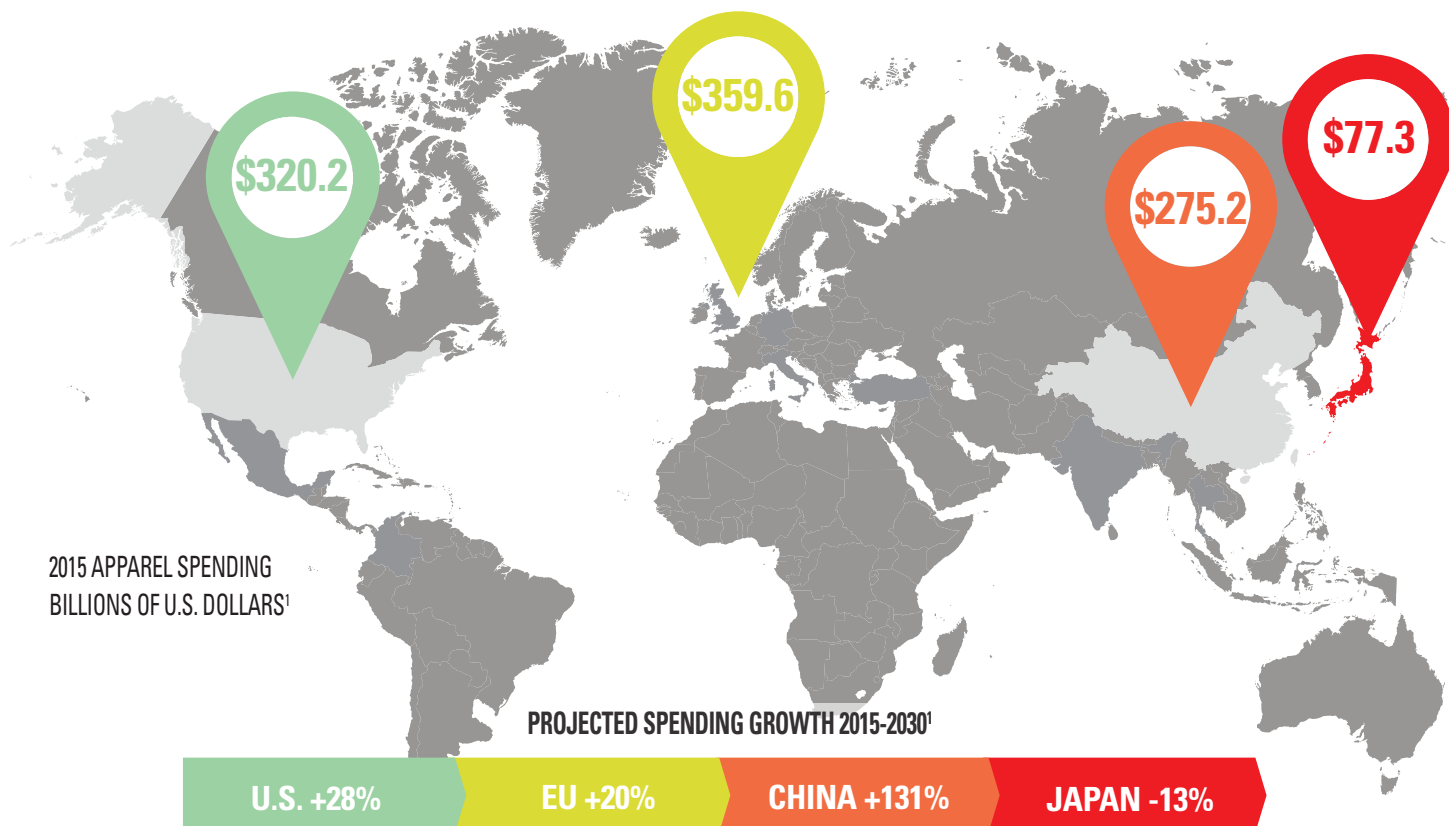 $359.6
$77.3
$320.2
$275.2
2015 APPAREL SPENDING
BILLIONS OF U.S. DOLLARS¹
PROJECTED SPENDING GROWTH 2015-2030¹
U.S. +28%
EU +20%
CHINA +131%
JAPAN -13%